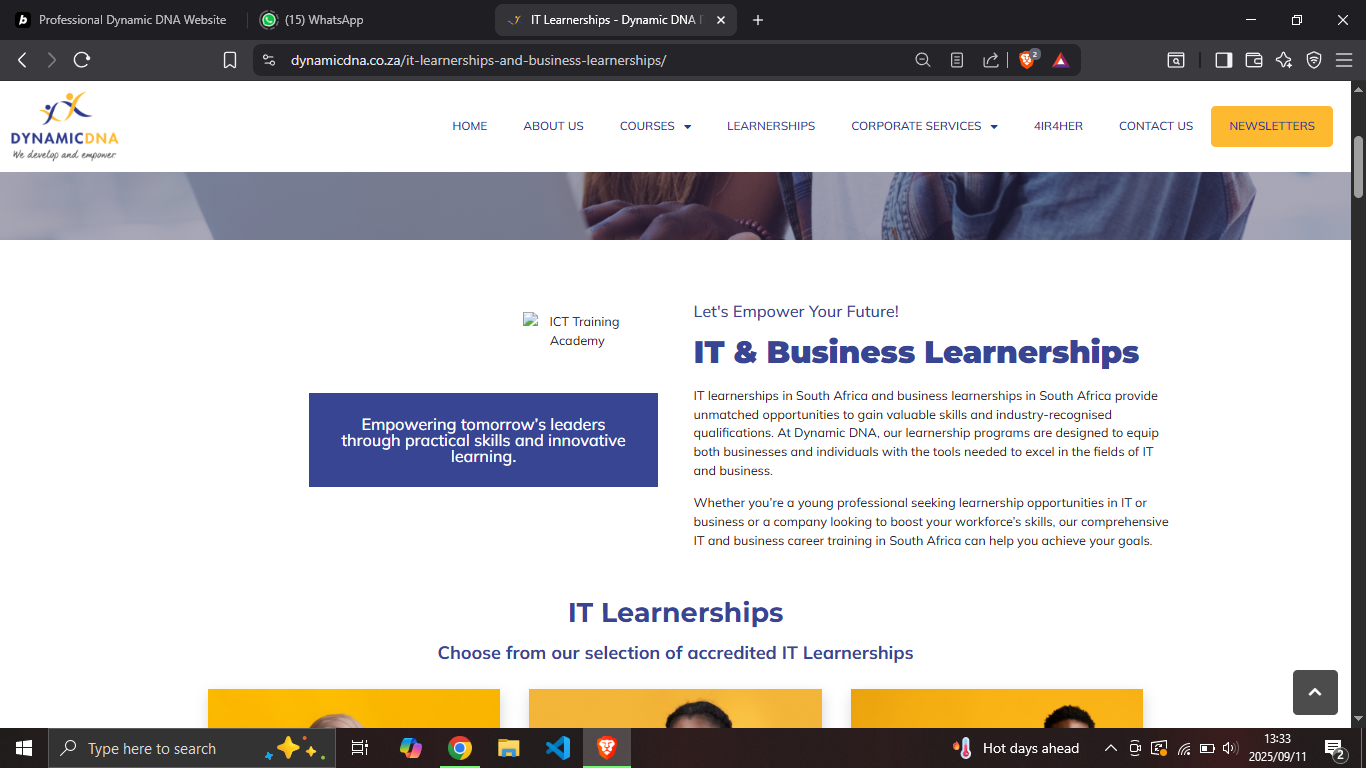 Professional Dynamic DNA Website
(15) WhatsApp
IT Learnerships - Dynamic DNA
dynamicdna.co.za/it-learnerships-and-business-learnerships/
2
DYNAMICDNA
We develop and empower
HOME
ABOUT US
COURSES
LEARNERSHIPS
CORPORATE SERVICES
4IR4HER
CONTACT US
NEWSLETTERS
ICT Training
Academy
Empowering tomorrow’s leaders
through practical skills and innovative
learning.
Let's Empower Your Future!
IT & Business Learnerships
IT learnerships in South Africa and business learnerships in South Africa provide
unmatched opportunities to gain valuable skills and industry-recognised
qualifications. At Dynamic DNA, our learnership programs are designed to equip
both businesses and individuals with the tools needed to excel in the fields of IT
and business.
Whether you’re a young professional seeking learnership opportunities in IT or
business or a company looking to boost your workforce’s skills, our comprehensive
IT and business career training in South Africa can help you achieve your goals.
IT Learnerships
Choose from our selection of accredited IT Learnerships
Type here to search
Hot days ahead
13:33
2025/09/11
2